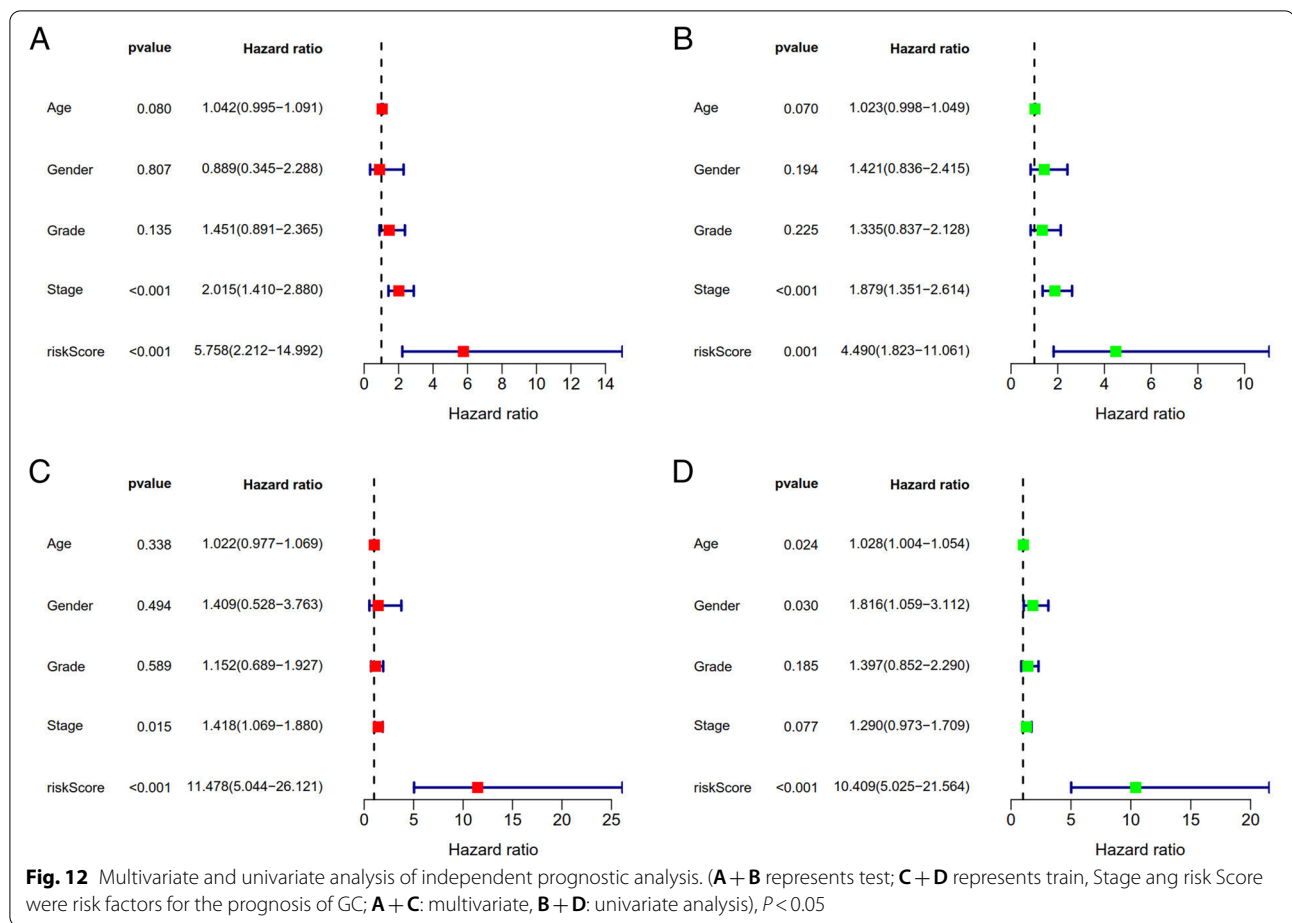 A
pvalue Hazard ratio
Age 0.080 1.042(0.995−1.091)
Gender 0.807 0.889(0.345−2.288)
Grade 0.135 1.451(0.891−2.365)
Stage <0.001 2.015(1.410−2.880)
riskScore <0.001 5.758(2.212−14.992)
0 2 4 6 8 10 12 14
Hazard ratio
B
pvalue Hazard ratio
Age 0.070 1.023(0.998−1.049)
Gender 0.194 1.421(0.836−2.415)
Grade 0.225 1.335(0.837−2.128)
Stage <0.001 1.879(1.351−2.614)
riskScore 0.001 4.490(1.823−11.061)
0 2 4 6 8 10
Hazard ratio
C
pvalue Hazard ratio
Age 0.338 1.022(0.977−1.069)
Gender 0.494 1.409(0.528−3.763)
Grade 0.589 1.152(0.689−1.927)
Stage 0.015 1.418(1.069−1.880)
riskScore <0.001 11.478(5.044−26.121)
0 5 10 15 20 25
Hazard ratio
D
pvalue Hazard ratio
Age 0.024 1.028(1.004−1.054)
Gender 0.030 1.816(1.059−3.112)
Grade 0.185 1.397(0.852−2.290)
Stage 0.077 1.290(0.973−1.709)
riskScore <0.001 10.409(5.025−21.564)
0 5 10 15 20
Hazard ratio
Fig. 12 Multivariate and univariate analysis of independent prognostic analysis. (A + B represents test; C + D represents train, Stage ang risk Score
were risk factors for the prognosis of GC; A + C: multivariate, B + D: univariate analysis), P < 0.05